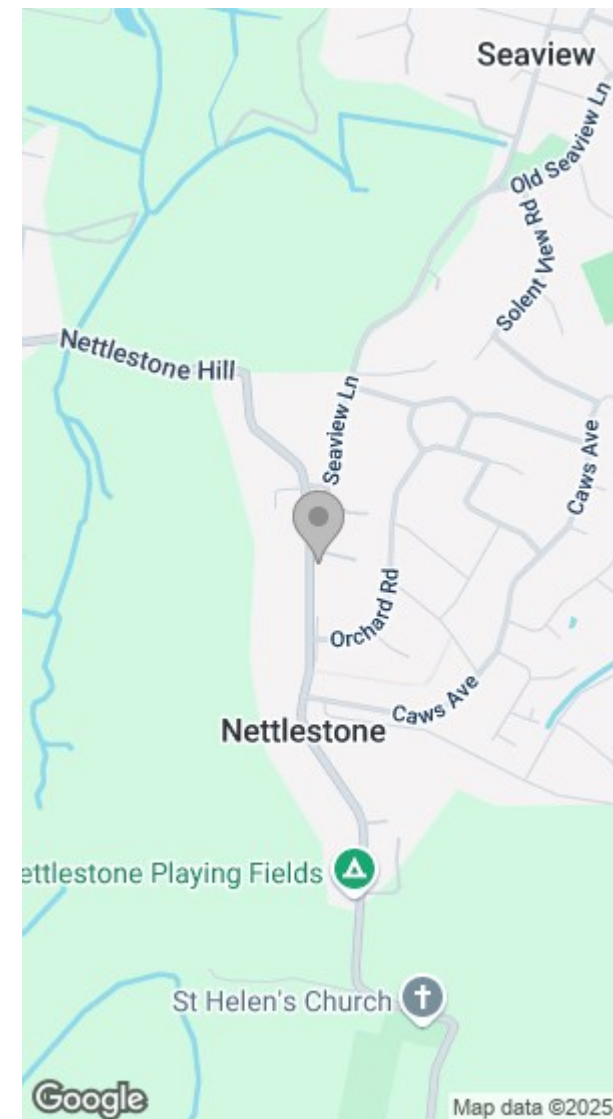 Seaview
Old Seaview Ln
Solent View Rd
Nettlestone Hill
Seaview Ln
Caws Ave
Orchard Rd
Caws Ave
Nettlestone
ettlestone Playing Fields
St Helen's Church
Google
Map data ©2025